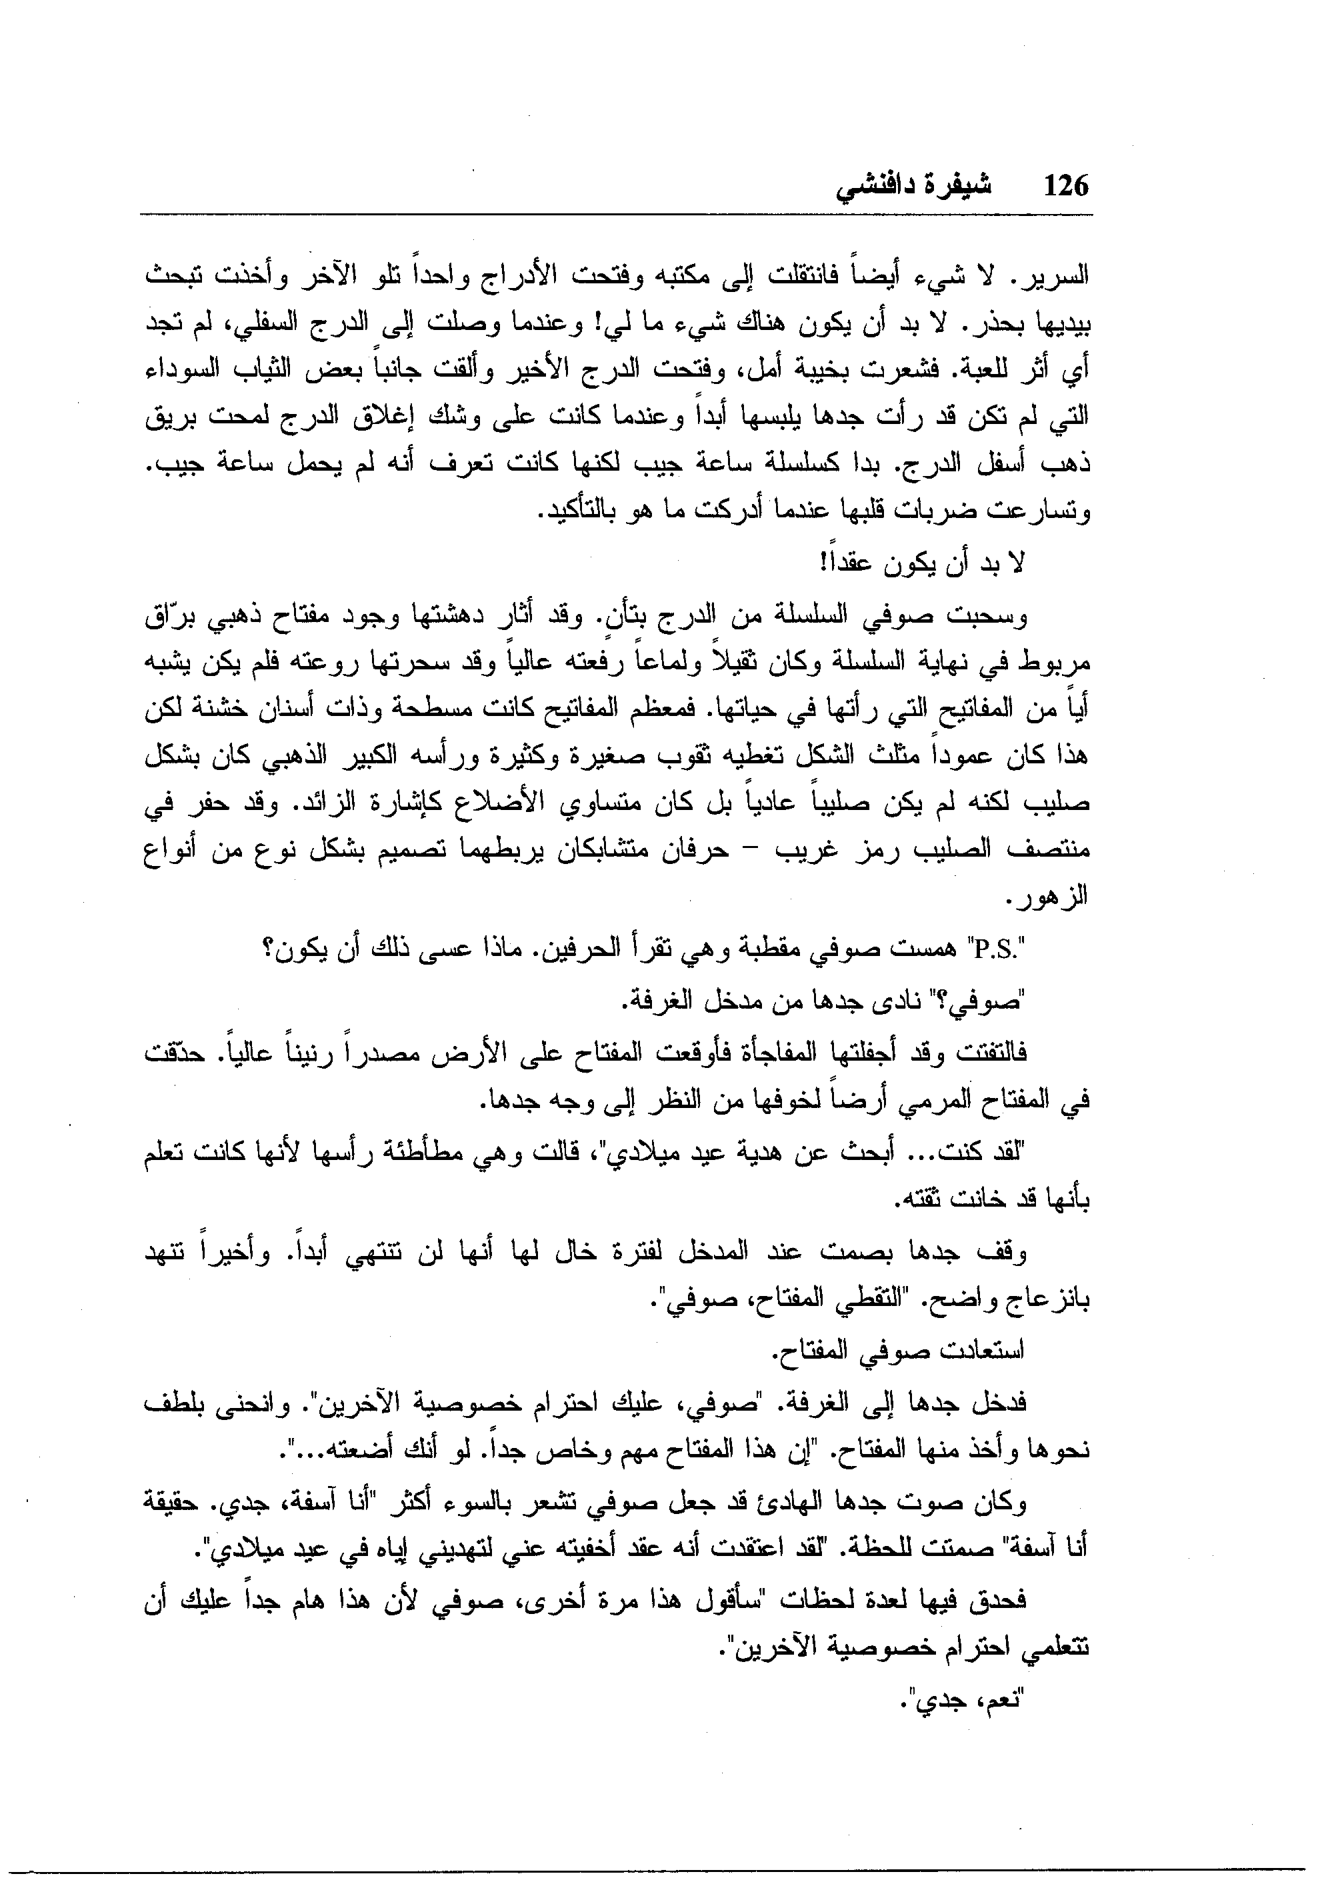 126 شيفرة دافنشي
السرير. لا شيء أيضاً فانتقلت إلى مكتبه وفتحت الأدراج واحداً تلو الآخر وأخذت تبحث
بيديها بحذر. لا بد أن يكون هناك شيء ما لي! وعندما وصلت إلى الدرج السفلي، لم تجد
أي أثر للعبة. فشعرت بخيبة أمل، وفتحت الدرج الأخير وألقت جانباً بعض الثياب السوداء
التي لم تكن قد رأت جدها يلبسها أبداً وعندما كانت على وشك إغلاق الدرج لمحت بريق
ذهب أسفل الدرج. بدا كسلسلة ساعة جيب لكنها كانت تعرف أنه لم يحمل ساعة جيب.
وتسارعت ضربات قلبها عندما أدركت ما هو بالتأكيد.
لا بد أن يكون عقداً!
وسحبت صوفي السلسلة من الدرج بتأنٍ. وقد أثار دهشتها وجود مفتاح ذهبي برّاق
مربوط في نهاية السلسلة وكان ثقيلاً ولماعاً رفعته عالياً وقد سحرتها روعته فلم يكن يشبه
أياً من المفاتيح التي رأتها في حياتها. فمعظم المفاتيح كانت مسطحة وذات أسنان خشنة لكن
هذا كان عموداً مثلث الشكل تغطيه ثقوب صغيرة وكثيرة ورأسه الكبير الذهبي كان بشكل
صليب لكنه لم يكن صليباً عادياً بل كان متساوي الأضلاع كإشارة الزائد. وقد حفر في
منتصف الصليب رمز غريب – حرفان متشابكان يربطهما تصميم بشكل نوع من أنواع
الزهور.
"P.S." همست صوفي مقطبة وهي تقرأ الحرفين. ماذا عسى ذلك أن يكون؟
"صوفي؟" نادى جدها من مدخل الغرفة.
فالتفتت وقد أجفلتها المفاجأة فأوقعت المفتاح على الأرض مصدراً رنيناً عالياً. حدّقت
في المفتاح المرمي أرضاً لخوفها من النظر إلى وجه جدها.
"لقد كنت... أبحث عن هدية عيد ميلادي"، قالت وهي مطأطئة رأسها لأنها كانت تعلم
بأنها قد خانت ثقته.
وقف جدها بصمت عند المدخل لفترة خال لها أنها لن تنتهي أبداً. وأخيراً تنهد
بانزعاج واضح. "التقطي المفتاح، صوفي".
استعادت صوفي المفتاح.
فدخل جدها إلى الغرفة. "صوفي، عليك احترام خصوصية الآخرين". وانحنى بلطف
نحوها وأخذ منها المفتاح. "إن هذا المفتاح مهم وخاص جداً. لو أنك أضعته...".
وكان صوت جدها الهادئ قد جعل صوفي تشعر بالسوء أكثر "أنا آسفة، جدي. حقيقة
أنا آسفة" صمتت للحظة. "لقد اعتقدت أنه عقد أخفيته عني لتهديني إياه في عيد ميلادي".
فحدق فيها لعدة لحظات "سأقول هذا مرة أخرى، صوفي لأن هذا هام جداً عليك أن
تتعلمي احترام خصوصية الآخرين".
"نعم، جدي".